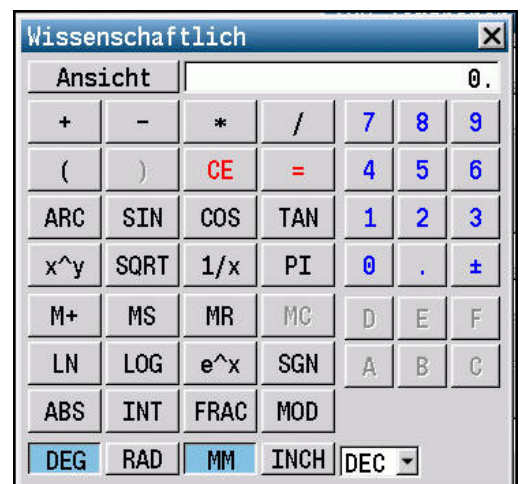 Wissenschaftlich
Ansicht 0.
+ − * / 7 8 9
( ) CE = 4 5 6
ARC SIN COS TAN 1 2 3
x^y SQRT 1/x PI 0 . ±
M+ MS MR MC D E F
LN LOG e^x SGN A B C
ABS INT FRAC MOD
DEG RAD MM INCH DEC